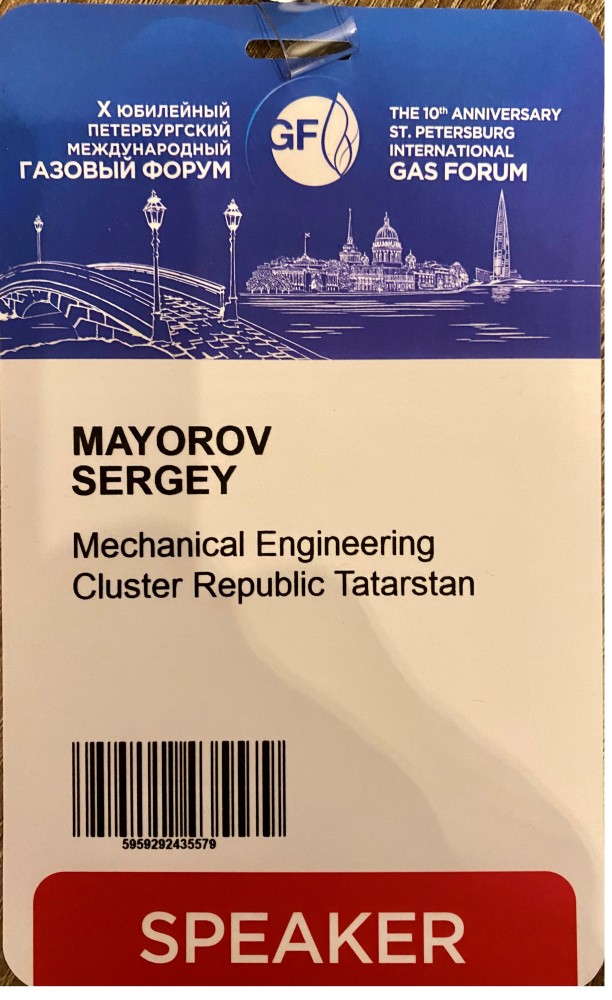 X ЮБИЛЕЙНЫЙ
ПЕТЕРБУРГСКИЙ
МЕЖДУНАРОДНЫЙ
ГАЗОВЫЙ ФОРУМ
GF
THE 10th ANNIVERSARY
ST. PETERSBURG
INTERNATIONAL
GAS FORUM
MAYOROV
SERGEY
Mechanical Engineering
Cluster Republic Tatarstan
5959292435579
SPEAKER